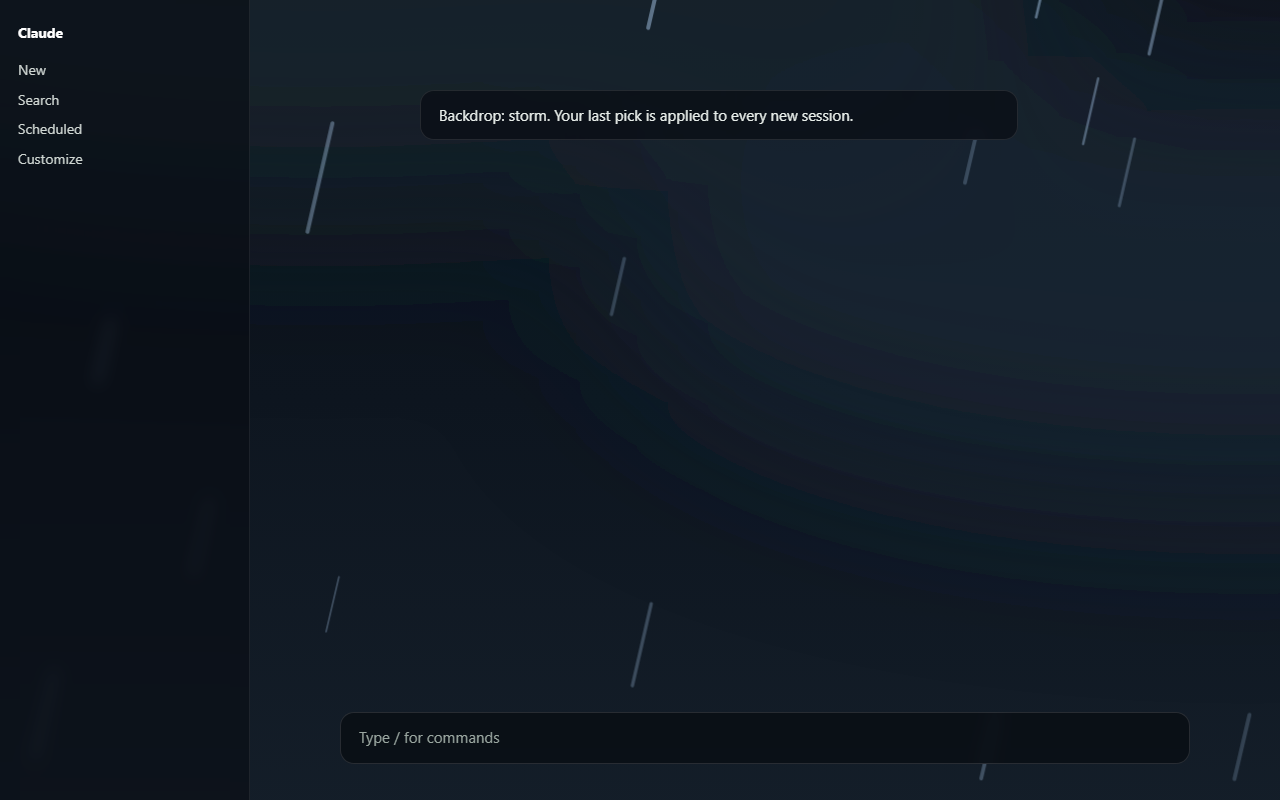 Claude
New
Search
Scheduled
Customize
Backdrop: storm. Your last pick is applied to every new session.
Type / for commands